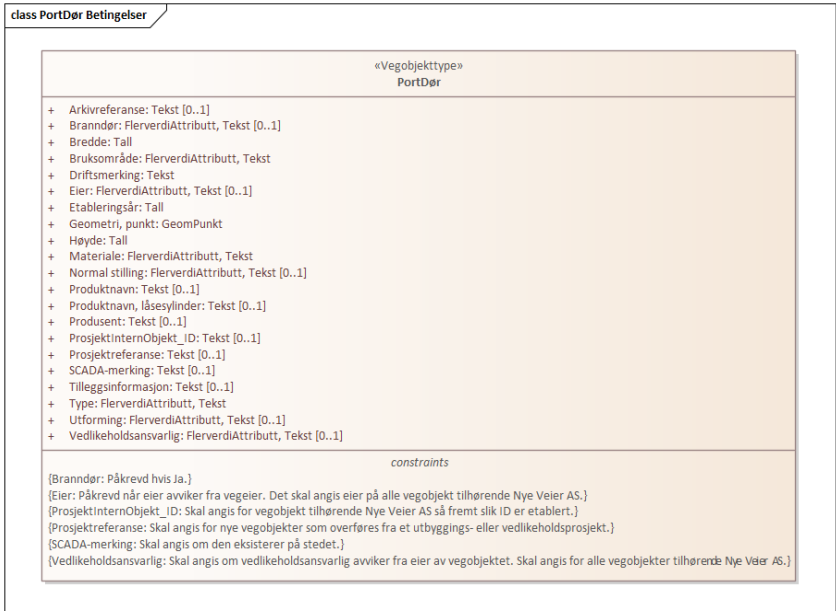 class PortDør Betingelser
«Vegobjekttype»
PortDør
+ Arkivreferanse: Tekst [0..1]
+ Branndør: FlerverdiAttributt, Tekst [0..1]
+ Bredde: Tall
+ Bruksområde: FlerverdiAttributt, Tekst
+ Driftsmerking: Tekst
+ Eier: FlerverdiAttributt, Tekst [0..1]
+ Etableringsår: Tall
+ Geometri, punkt: GeomPunkt
+ Høyde: Tall
+ Materiale: FlerverdiAttributt, Tekst
+ Normal stilling: FlerverdiAttributt, Tekst [0..1]
+ Produktnavn: Tekst [0..1]
+ Produktnavn, låsesylinder: Tekst [0..1]
+ Produsent: Tekst [0..1]
+ ProsjektInternObjekt_ID: Tekst [0..1]
+ Prosjektreferanse: Tekst [0..1]
+ SCADA-merking: Tekst [0..1]
+ Tilleggsinformasjon: Tekst [0..1]
+ Type: FlerverdiAttributt, Tekst
+ Utforming: FlerverdiAttributt, Tekst [0..1]
+ Vedlikeholdsansvarlig: FlerverdiAttributt, Tekst [0..1]
constraints
{Branndør: Påkrevd hvis Ja.}
{Eier: Påkrevd når eier avviker fra vegeier. Det skal angis eier på alle vegobjekt tilhørende Nye Veier AS.}
{ProsjektInternObjekt_ID: Skal angis for vegobjekt tilhørende Nye Veier AS så fremt slik ID er etablert.}
{Prosjektreferanse: Skal angis for nye vegobjekter som overføres fra et utbyggings- eller vedlikeholdsprosjekt.}
{SCADA-merking: Skal angis om den eksisterer på stedet.}
{Vedlikeholdsansvarlig: Skal angis om vedlikeholdsansvarlig avviker fra eier av vegobjektet. Skal angis for alle vegobjekter tilhørende Nye Veier AS.}